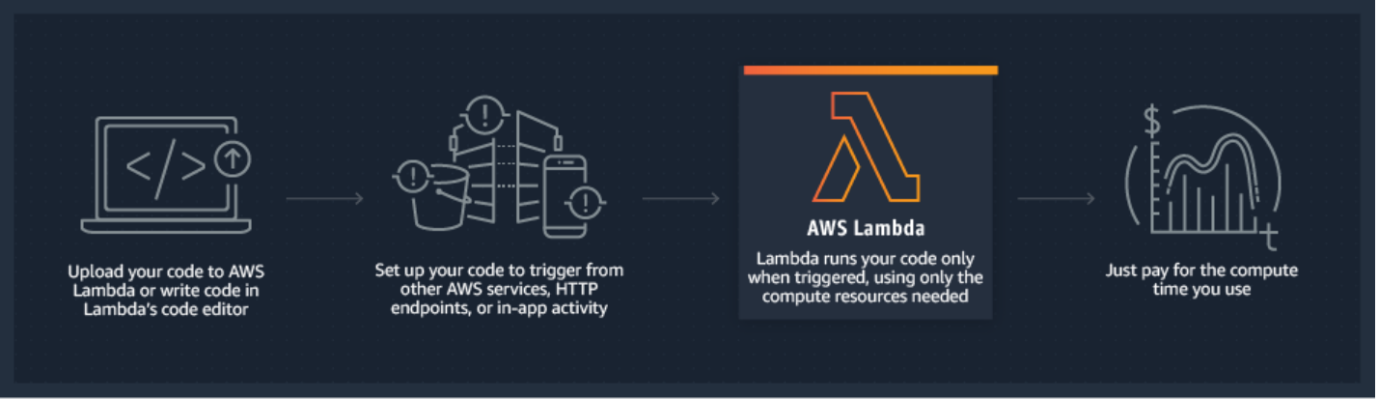 Upload your code to AWS
Lambda or write code in
Lambda's code editor
Set up your code to trigger from
other AWS services, HTTP
endpoints, or in-app activity
AWS Lambda
Lambda runs your code only
when triggered, using only the
compute resources needed
$
t
Just pay for the compute
time you use